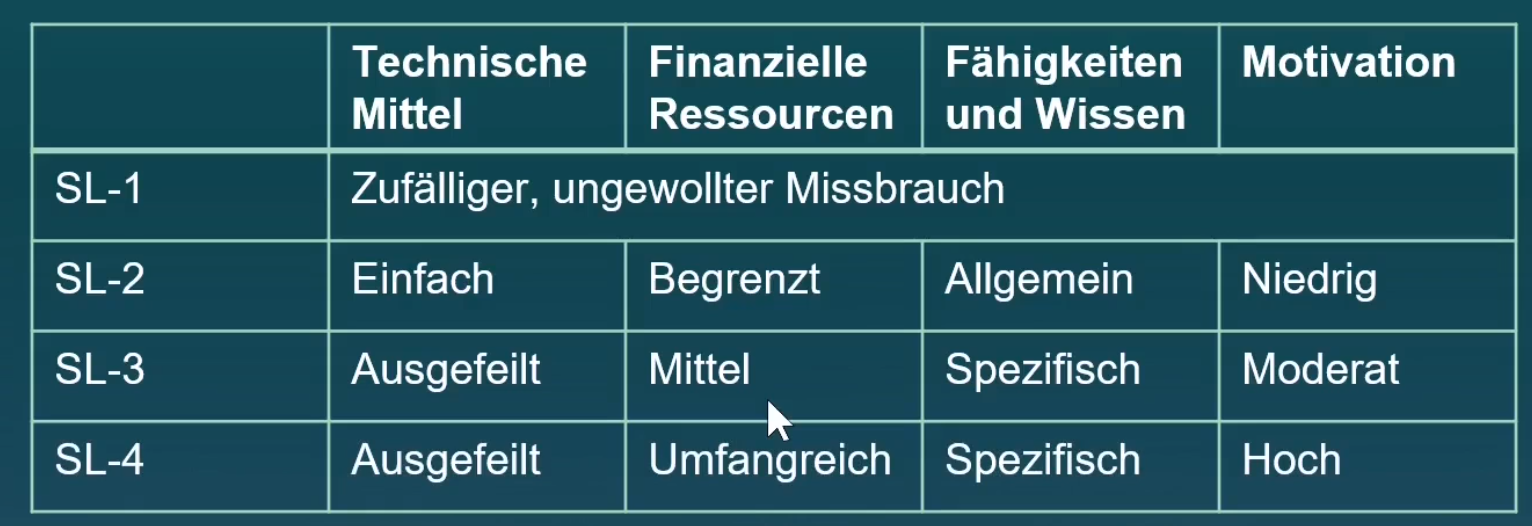 Technische Mittel Finanzielle Ressourcen Fähigkeiten und Wissen Motivation
SL-1 Zufälliger, ungewollter Missbrauch
SL-2 Einfach Begrenzt Allgemein Niedrig
SL-3 Ausgefeilt Mittel Spezifisch Moderat
SL-4 Ausgefeilt Umfangreich Spezifisch Hoch